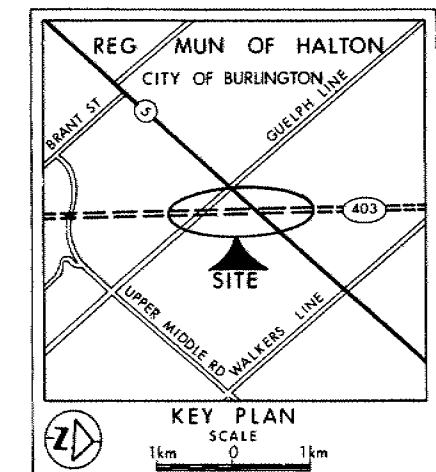 REG MUN OF HALTON
CITY OF BURLINGTON
BRANT ST
5
GUELPH LINE
403
SITE
UPPER MIDDLE RD
WALKERS LINE
KEY PLAN
SCALE
1km 0 1km
Z